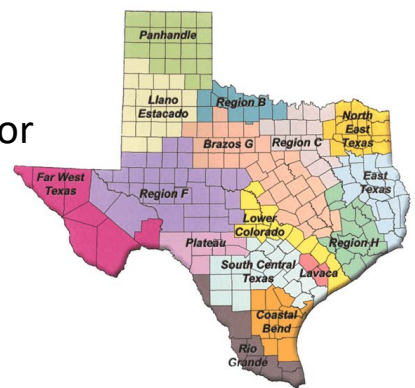 Panhandle
or
Llano
Estacado
Region B
North
East
Texas
Brazos G
Region C
Far West
Texas
Region F
East
Texas
Lower
Colorado
Plateau
Region H
South Central
Texas
Lavaca
Coastal
Bend
Rio
Grande